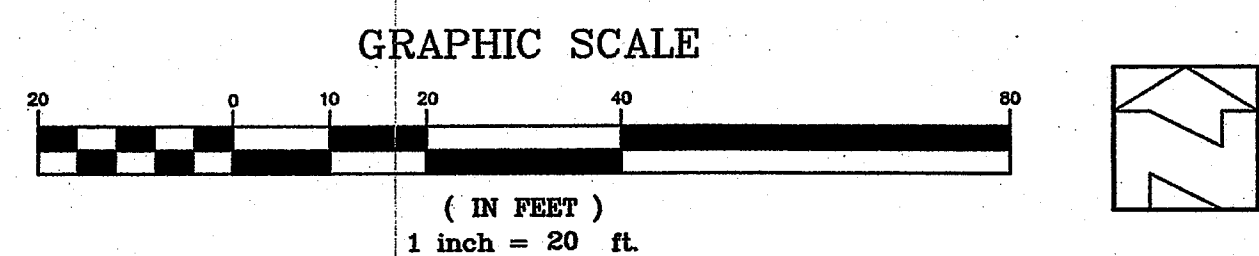 GRAPHIC SCALE
20 0 10 20 40 80
( IN FEET )
1 inch = 20 ft.